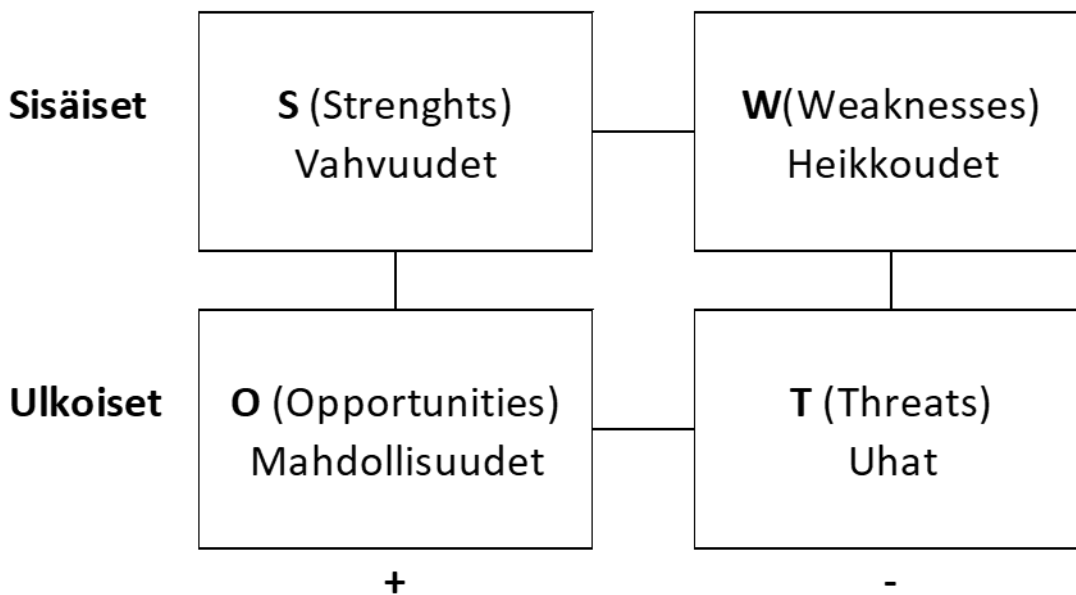 Sisäiset
S (Strenghts)
Vahvuudet
W(Weaknesses)
Heikkoudet
Ulkoiset
O (Opportunities)
Mahdollisuudet
T (Threats)
Uhat
+
-